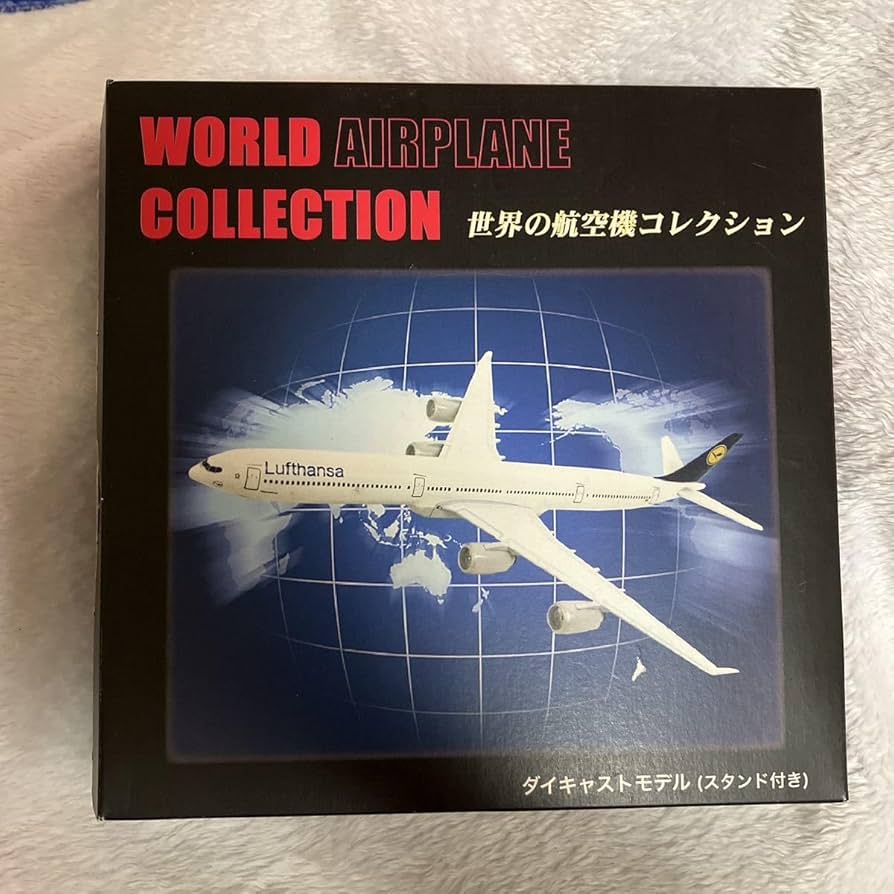 WORLD AIRPLANE
COLLECTION 世界の航空機コレクション
Lufthansa
ダイキャストモデル (スタンド付き)